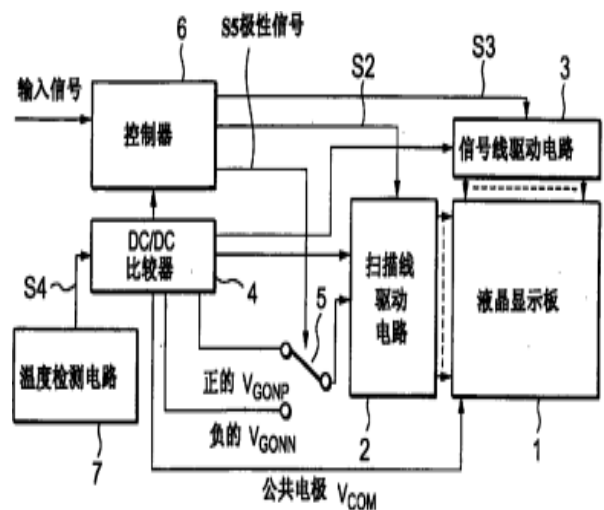 S5极性信号
6
S2
S3
3
输入信号
控制器
信号线驱动电路
DC/DC
比较器
4
S4
5
扫描线
驱动
电路
液晶显示板
温度检测电路
正的 VGONP
负的 VGONN
7
2
1
公共电极 VCOM